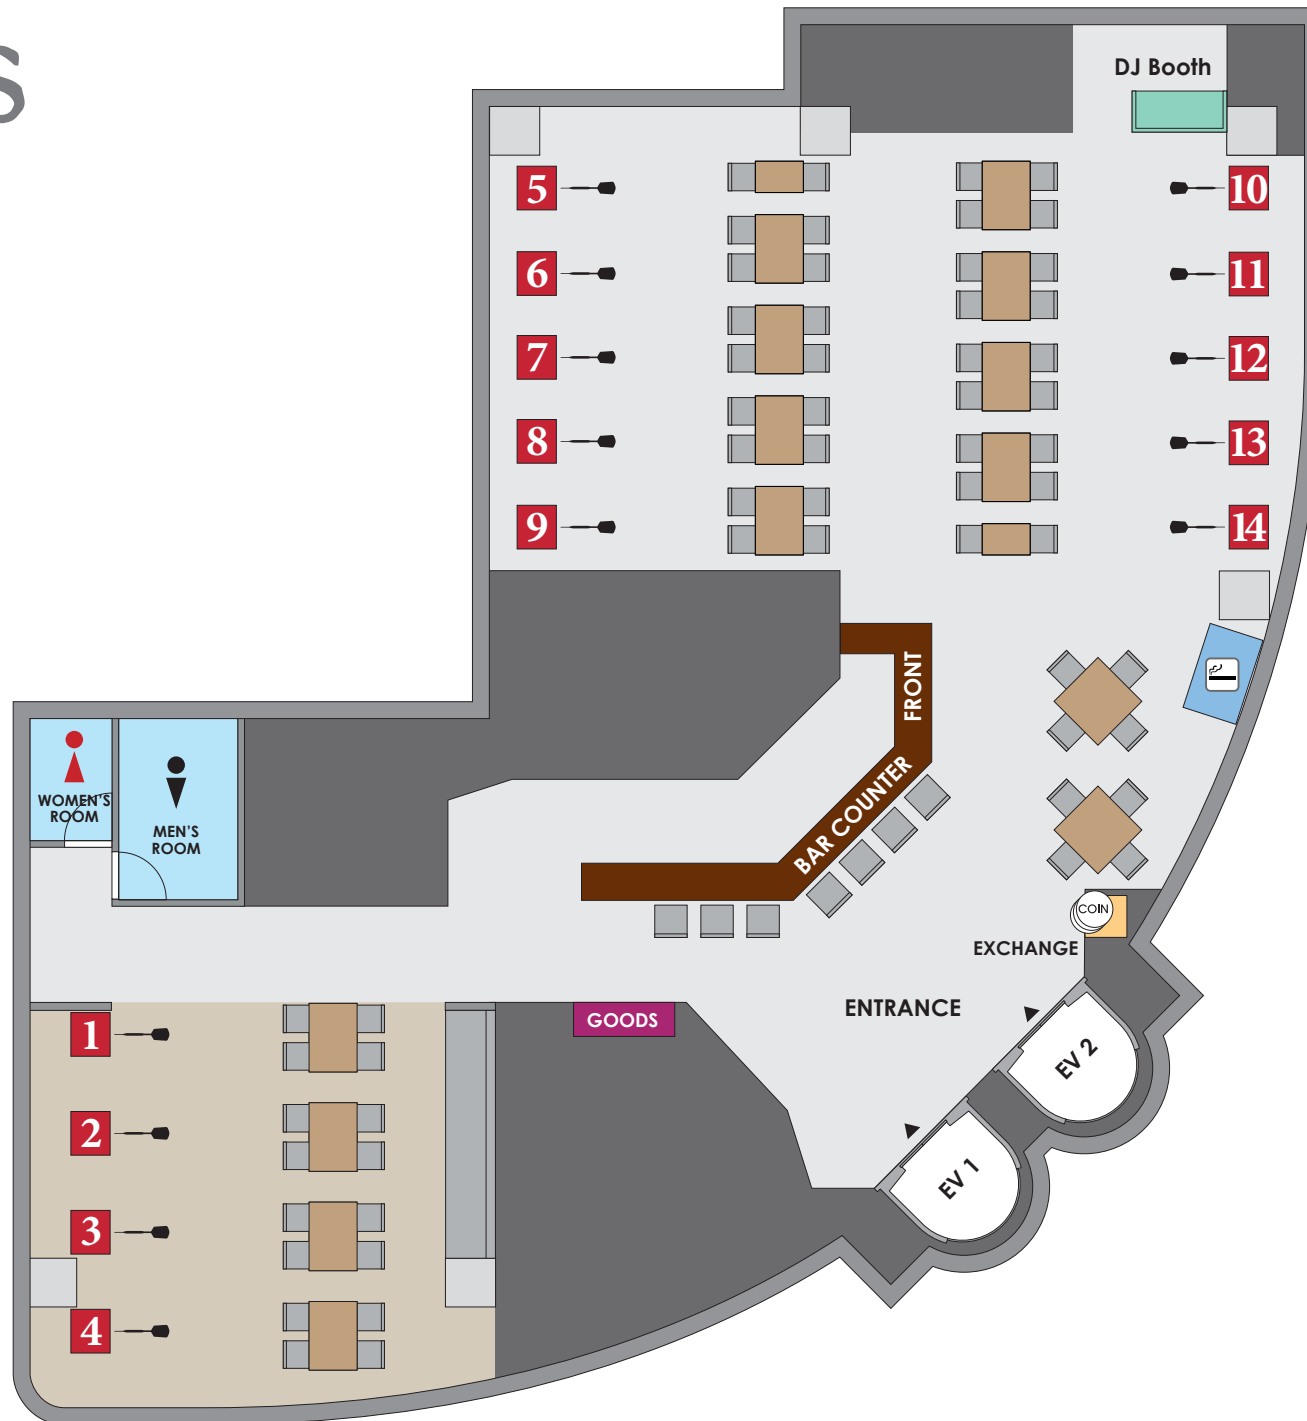 S
DJ Booth
5
10
6
11
7
12
8
13
9
14
FRONT
BAR COUNTER
WOMEN'S
ROOM
MEN'S
ROOM
COIN
EXCHANGE
ENTRANCE
GOODS
EV 2
EV 1
1
2
3
4